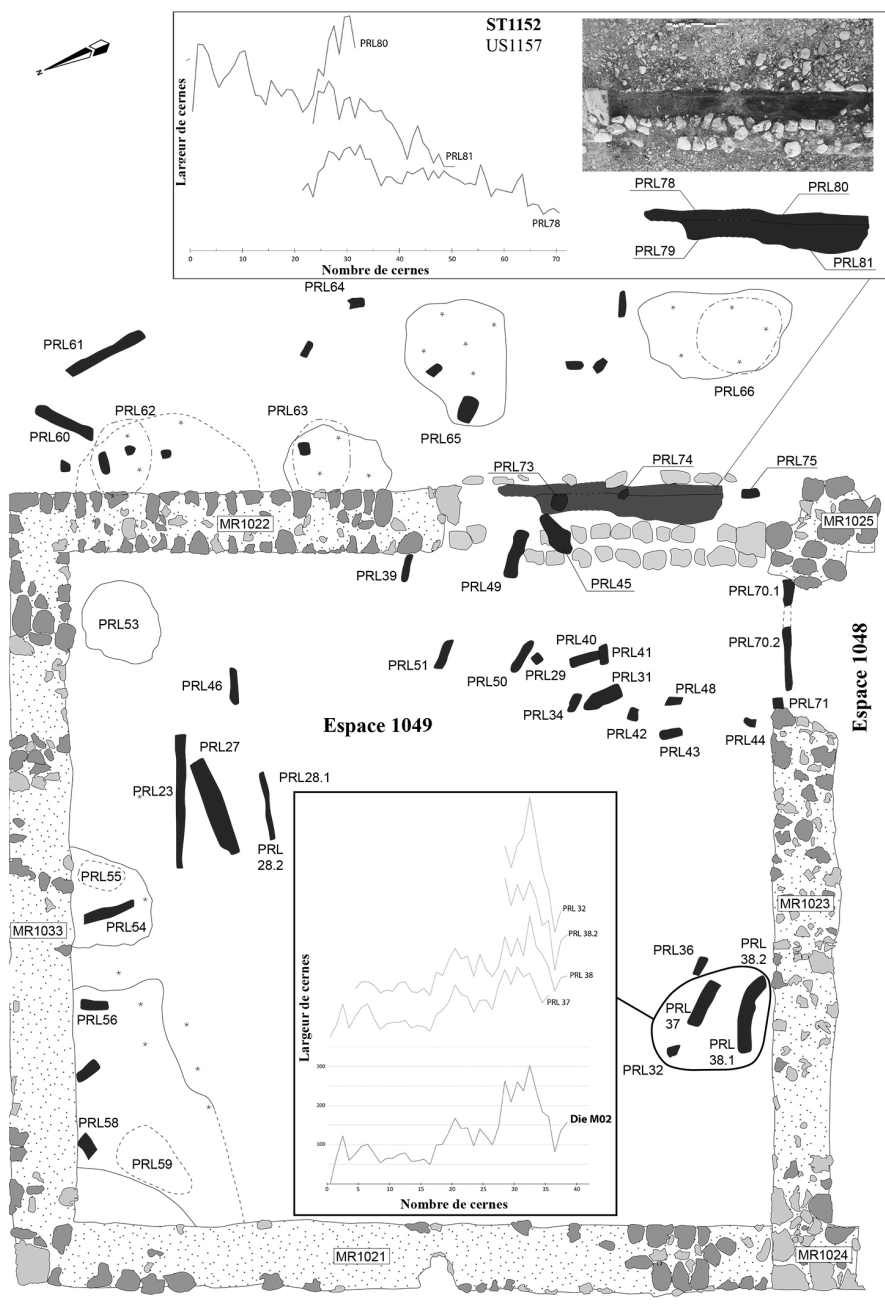 N
ST1152
US1157
PRL80
PRL81
PRL78
Largeur de cernes
0
10
20
30
40
50
60
70
Nombre de cernes
PRL78
PRL80
PRL79
PRL81
PRL64
PRL61
PRL62
PRL63
PRL60
PRL65
PRL66
PRL73
PRL74
PRL75
MR1022
MR1025
PRL39
PRL49
PRL45
PRL70.1
PRL53
PRL40
PRL41
PRL70.2
PRL51
PRL50
PRL29
PRL31
PRL46
PRL48
PRL34
PRL71
PRL42
PRL43
PRL44
Espace 1049
Espace 1048
PRL27
PRL23
PRL28.1
PRL
28.2
PRL55
PRL54
MR1033
MR1023
PRL 32
PRL 38.2
PRL 38
PRL 37
Largeur de cernes
300
200
100
Die M02
0
5
10
15
20
25
30
35
40
Nombre de cernes
PRL36
PRL
38.2
PRL
37
PRL32
PRL
38.1
PRL56
PRL58
PRL59
MR1021
MR1024